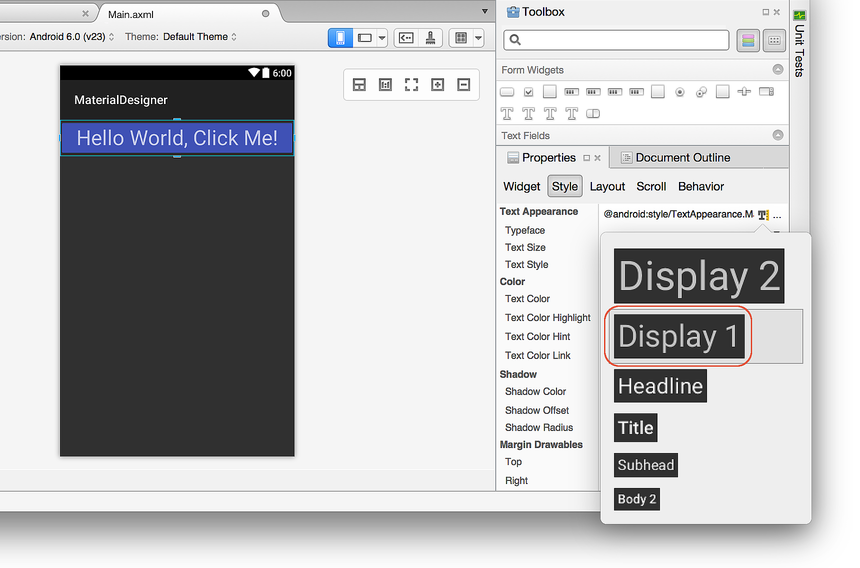 Main.axml
ersion: Android 6.0 (v23)
Theme: Default Theme
6:00
MaterialDesigner
Hello World, Click Me!
Toolbox
Form Widgets
Text Fields
Properties
Document Outline
Widget
Style
Layout
Scroll
Behavior
Text Appearance
@android:style/TextAppearance.M
...
Typeface
Text Size
Text Style
Color
Text Color
Text Color Highlight
Text Color Hint
Text Color Link
Shadow
Shadow Color
Shadow Offset
Shadow Radius
Margin Drawables
Top
Right
Display 2
Display 1
Headline
Title
Subhead
Body 2
Unit Tests